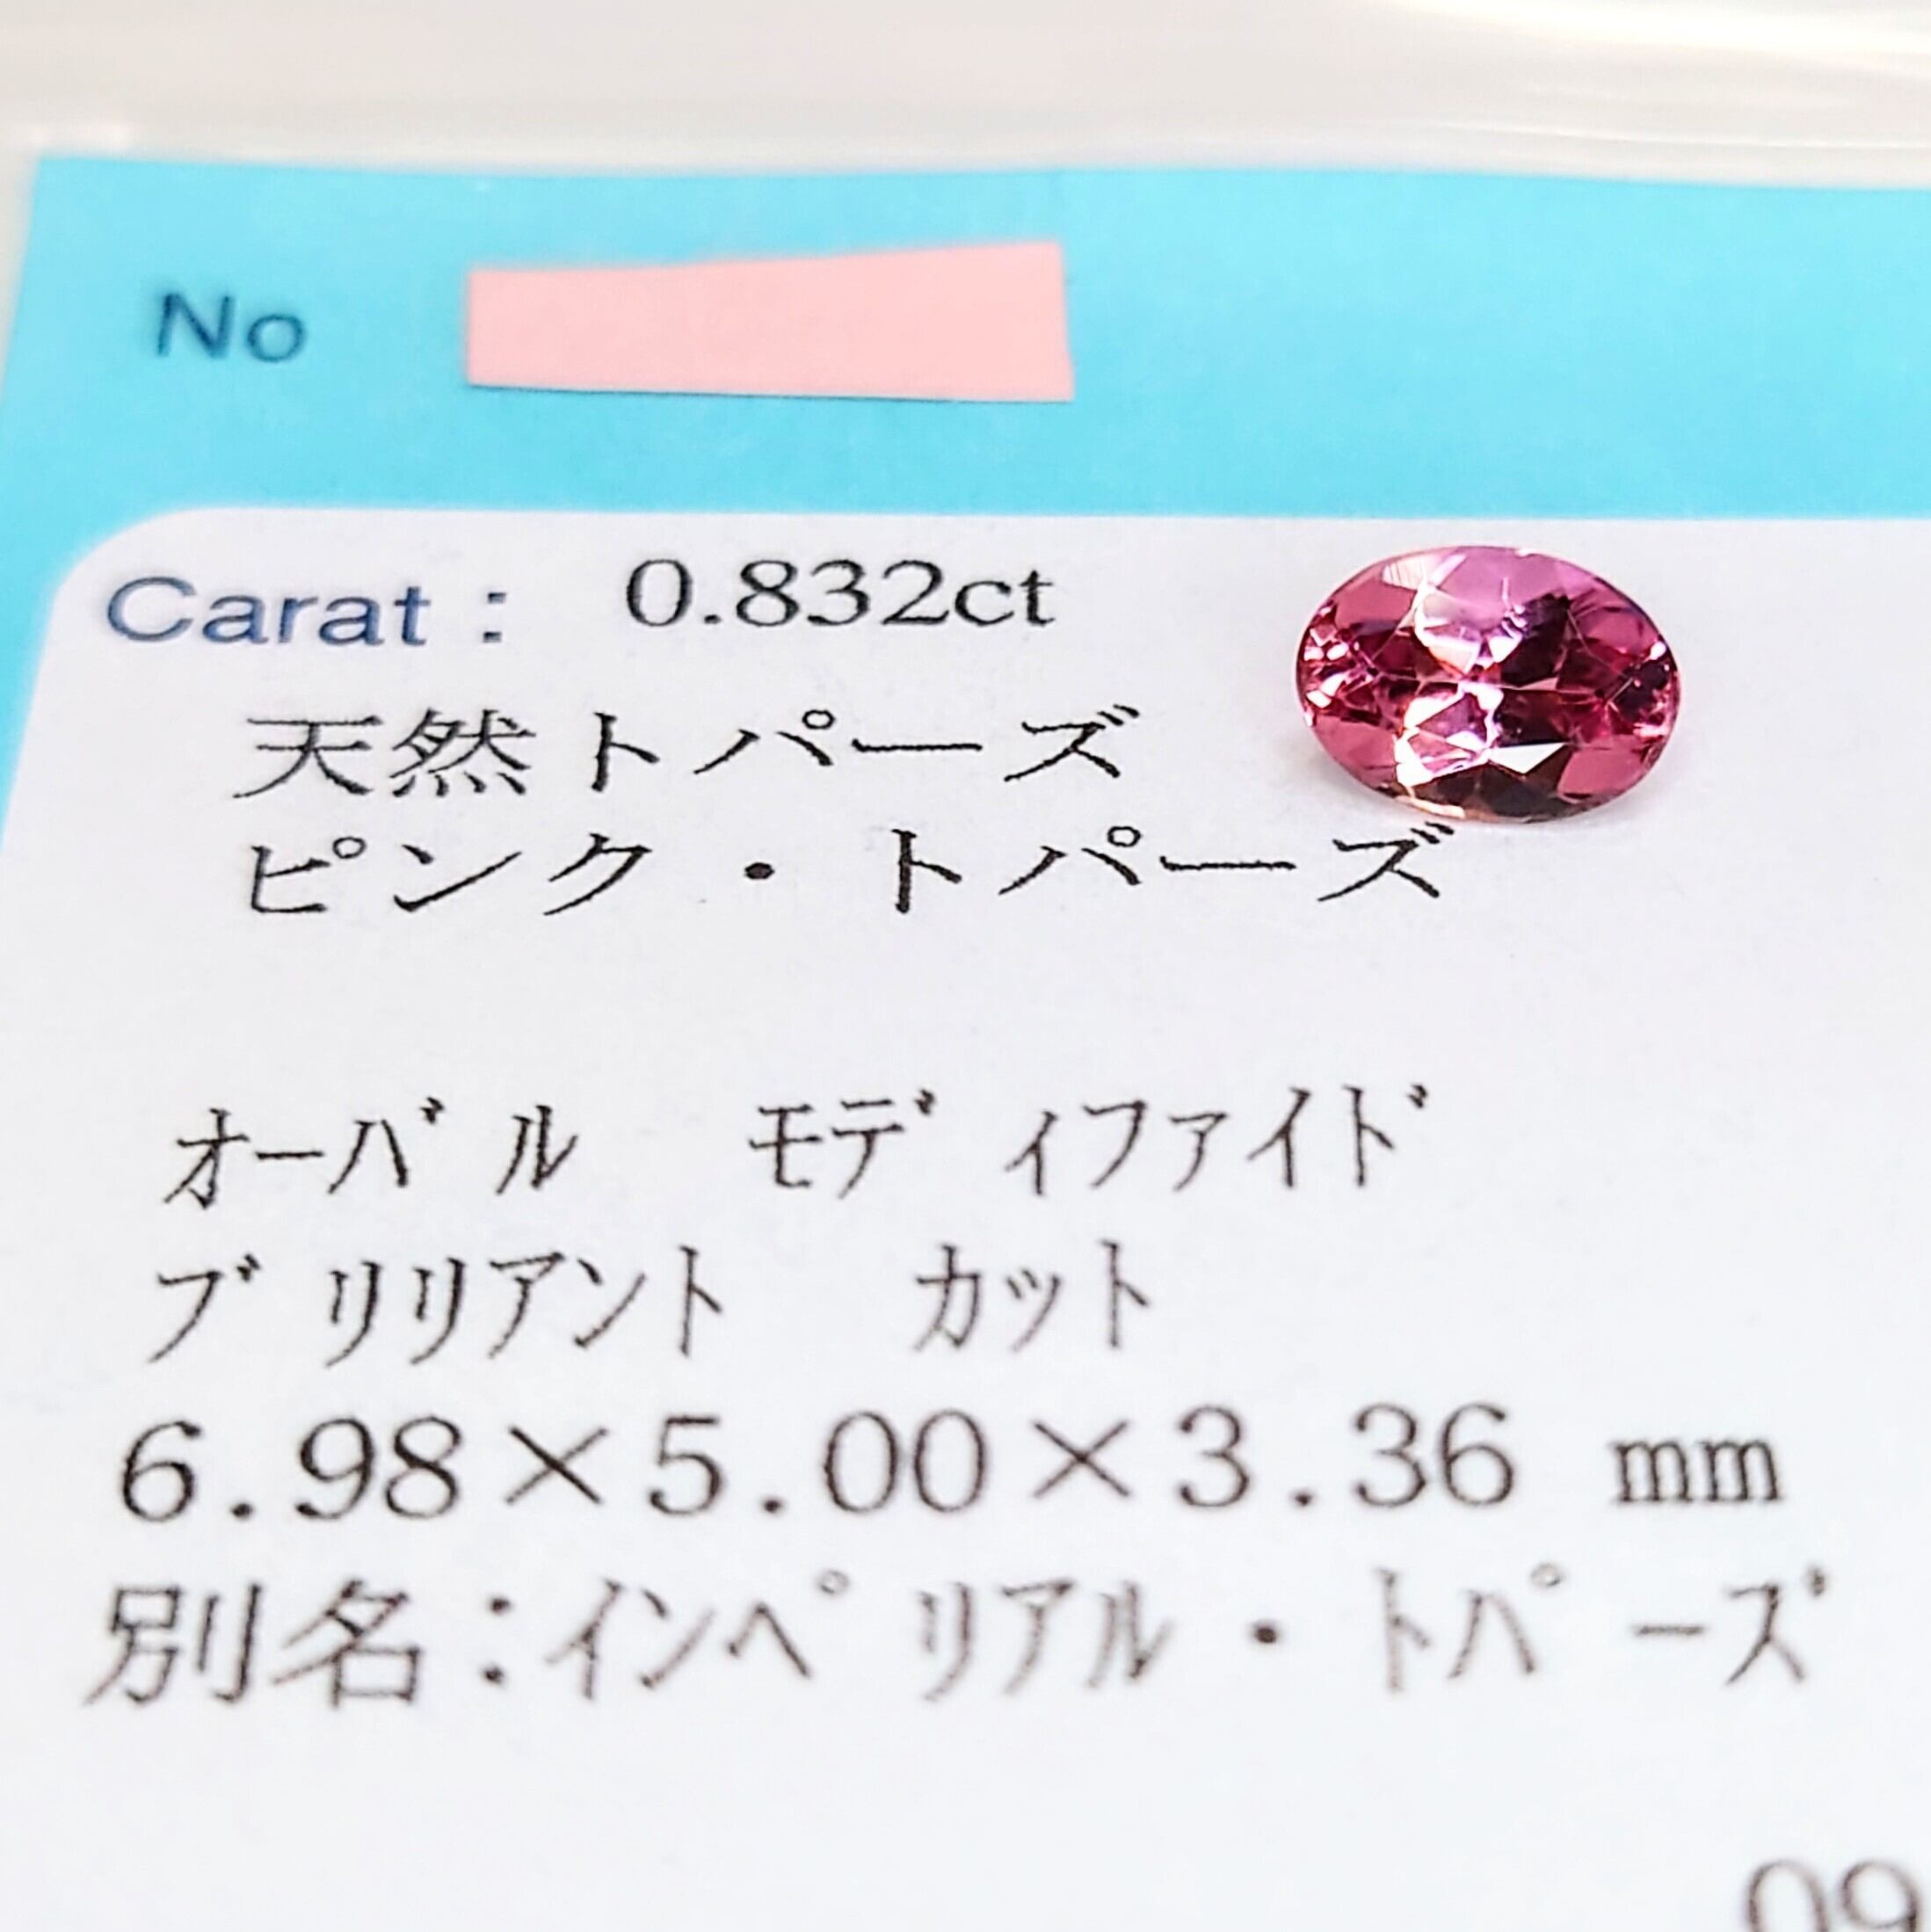 No
Carat : 0.832ct
天然トパーズ
ピンク・トパーズ
ｵｰﾊﾞﾙ ﾓﾃﾞｨﾌｧｲﾄﾞ
ﾌﾞﾘﾘｱﾝﾄ ｶｯﾄ
6.98×5.00×3.36 mm
別名:ｲﾝﾍﾟﾘｱﾙ・ﾄﾊﾟｰｽﾞ
09